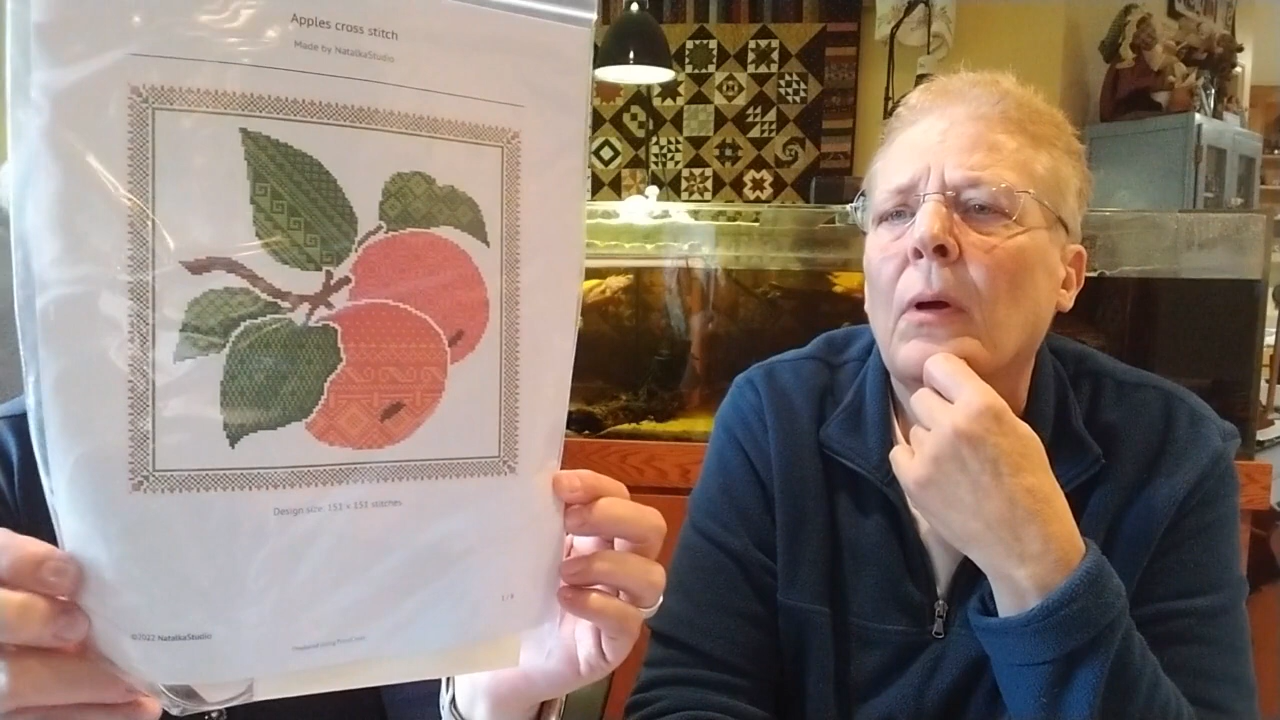 Apples cross stitch
Made by NatalkaStudio
Design size: 151 x 151 stitches
©2022 NatalkaStudio